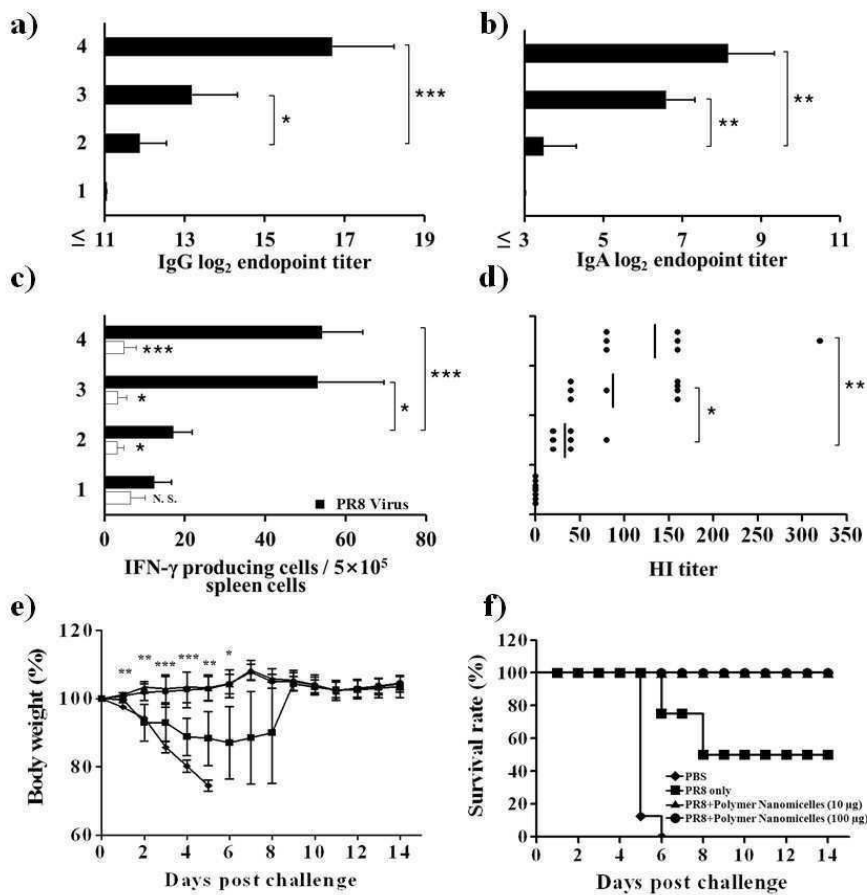 a)
4
3
2
1
***
*
≤
11 13 15 17 19
IgG log2 endopoint titer
b)
**
**
≤
3 5 7 9 11
IgA log2 endopoint titer
c)
4
3
2
1
***
*
*
N. S.
***
*
PR8 Virus
0 20 40 60 80
IFN-γ producing cells / 5×10⁵
spleen cells
d)
*
**
0 50 100 150 200 250 300 350
HI titer
e)
** ** *** *** ** *
120
100
80
60
Body weight (%)
0 2 4 6 8 10 12 14
Days post challenge
f)
120
100
80
60
40
20
0
Survival rate (%)
PBS
PR8 only
PR8+Polymer Nanomicelles (10 μg)
PR8+Polymer Nanomicelles (100 μg)
0 2 4 6 8 10 12 14
Days post challenge